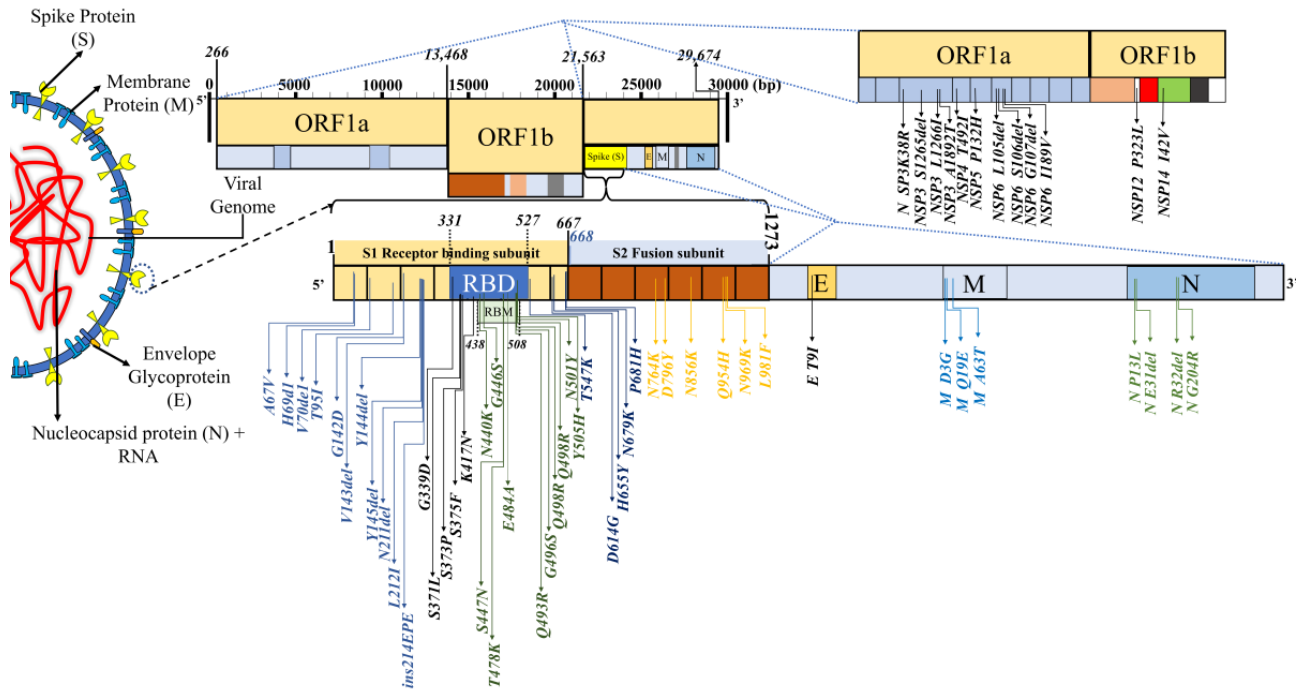 Spike Protein
(S)
Membrane
Protein (M)
Viral
Genome
Envelope
Glycoprotein
(E)
Nucleocapsid protein (N) +
RNA
266
13,468
21,563
29,674
0
5000
10000
15000
20000
25000
30000 (bp)
5'
3'
ORF1a
ORF1b
Spike (S)
E
M
N
ORF1a
ORF1b
N SP3K38R
NSP3 S1265del
NSP3 L1266I
NSP3 A1892T
NSP4 T492I
NSP5 P132H
NSP6 L105del
NSP6 S106del
NSP6 G107del
NSP6 I189V
NSP12 P323L
NSP14 I42V
1
331
527
667
668
1273
S1 Receptor binding subunit
S2 Fusion subunit
5'
RBD
E
M
N
3'
RBM
438
508
A67V
H69dI
V70deI
T95I
G142D
V143del
Y144del
Y145del
N211del
L212I
ins214EPE
G339D
S371L
S373P
S375F
K417N
N440K
G446S
S447N
T478K
E484A
Q493R
G496S
Q498R
Q498R
N501Y
Y505H
T547K
D614G
H655Y
N679K
P681H
N764K
D796Y
N856K
Q954H
N969K
L981F
E T9I
M D3G
M Q19E
M A63T
N P13L
N E31del
N R32del
N G204R